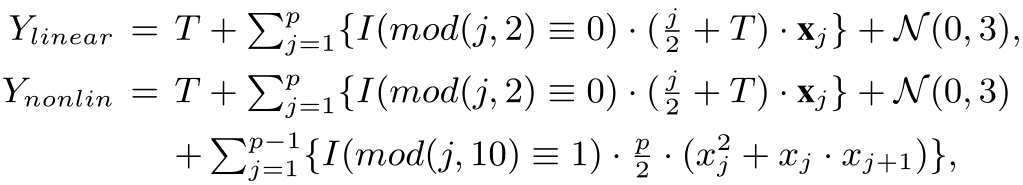 Y_{linear} = T + \sum_{j=1}^{p}\{I(mod(j,2) \equiv 0) \cdot (\frac{j}{2} + T) \cdot \mathbf{x}_j\} + \mathcal{N}(0,3),
Y_{nonlin} = T + \sum_{j=1}^{p}\{I(mod(j,2) \equiv 0) \cdot (\frac{j}{2} + T) \cdot \mathbf{x}_j\} + \mathcal{N}(0,3)
+ \sum_{j=1}^{p-1}\{I(mod(j,10) \equiv 1) \cdot \frac{p}{2} \cdot (x_j^2 + x_j \cdot x_{j+1})\},